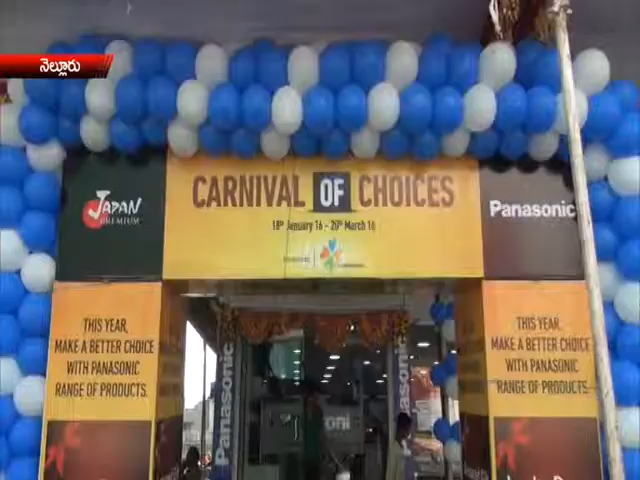 నెల్లూరు
CARNIVAL OF CHOICES
18th January 16 - 20th March 16
JAPAN
PREMIUM
Panasonic
THIS YEAR,
MAKE A BETTER CHOICE
WITH PANASONIC
RANGE OF PRODUCTS.
THIS YEAR,
MAKE A BETTER CHOICE
WITH PANASONIC
RANGE OF PRODUCTS.
Panasonic
Panasonic